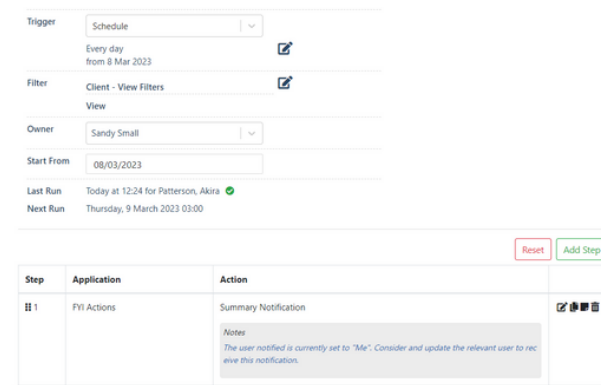 Trigger
Schedule
Every day
from 8 Mar 2023
Filter
Client - View Filters
View
Owner
Sandy Small
Start From
08/03/2023
Last Run
Today at 12:24 for Patterson, Akira
Next Run
Thursday, 9 March 2023 03:00
Reset
Add Step
Step
Application
Action
1
FYI Actions
Summary Notification
Notes
The user notified is currently set to "Me". Consider and update the relevant user to rec
eive this notification.